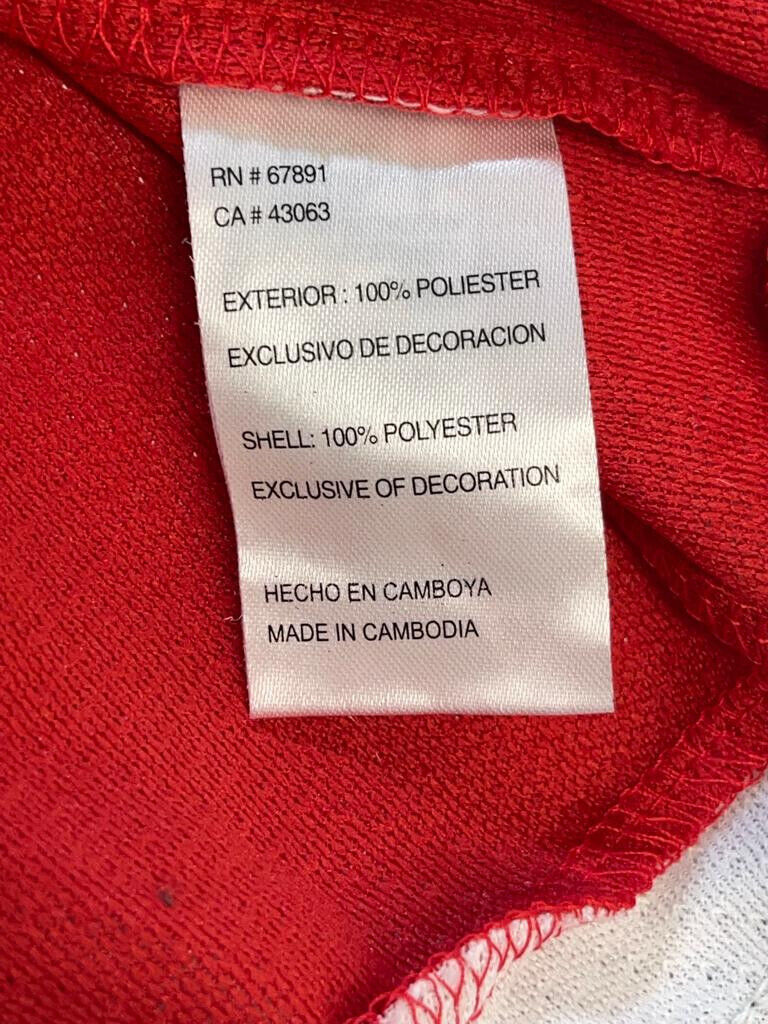 RN # 67891
CA # 43063
EXTERIOR : 100% POLIESTER
EXCLUSIVO DE DECORACION
SHELL: 100% POLYESTER
EXCLUSIVE OF DECORATION
HECHO EN CAMBOYA
MADE IN CAMBODIA